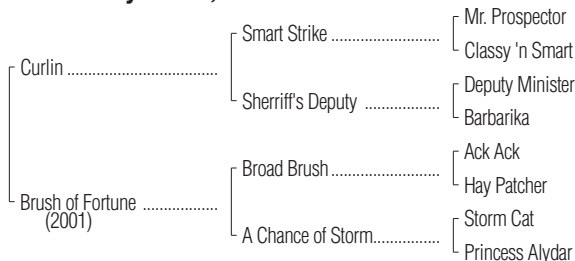 Mr. Prospector
Smart Strike ........................
Classy 'n Smart
Curlin ..................................
Deputy Minister
Sherriff's Deputy ................
Barbarika
Ack Ack
Broad Brush........................
Hay Patcher
Brush of Fortune .................
(2001)
Storm Cat
A Chance of Storm...............
Princess Alydar